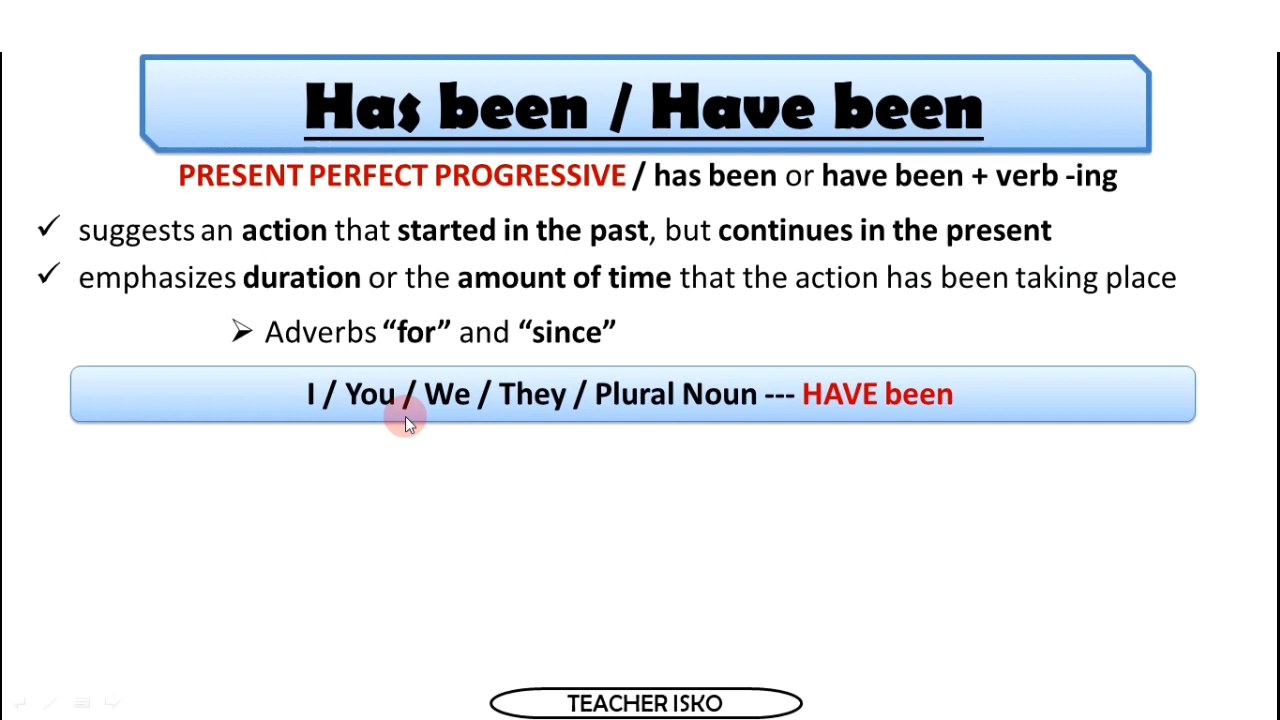 Has been / Have been
PRESENT PERFECT PROGRESSIVE / has been or have been + verb -ing
✓ suggests an action that started in the past, but continues in the present
✓ emphasizes duration or the amount of time that the action has been taking place
➢ Adverbs “for” and “since”
I / You / We / They / Plural Noun --- HAVE been
TEACHER ISKO